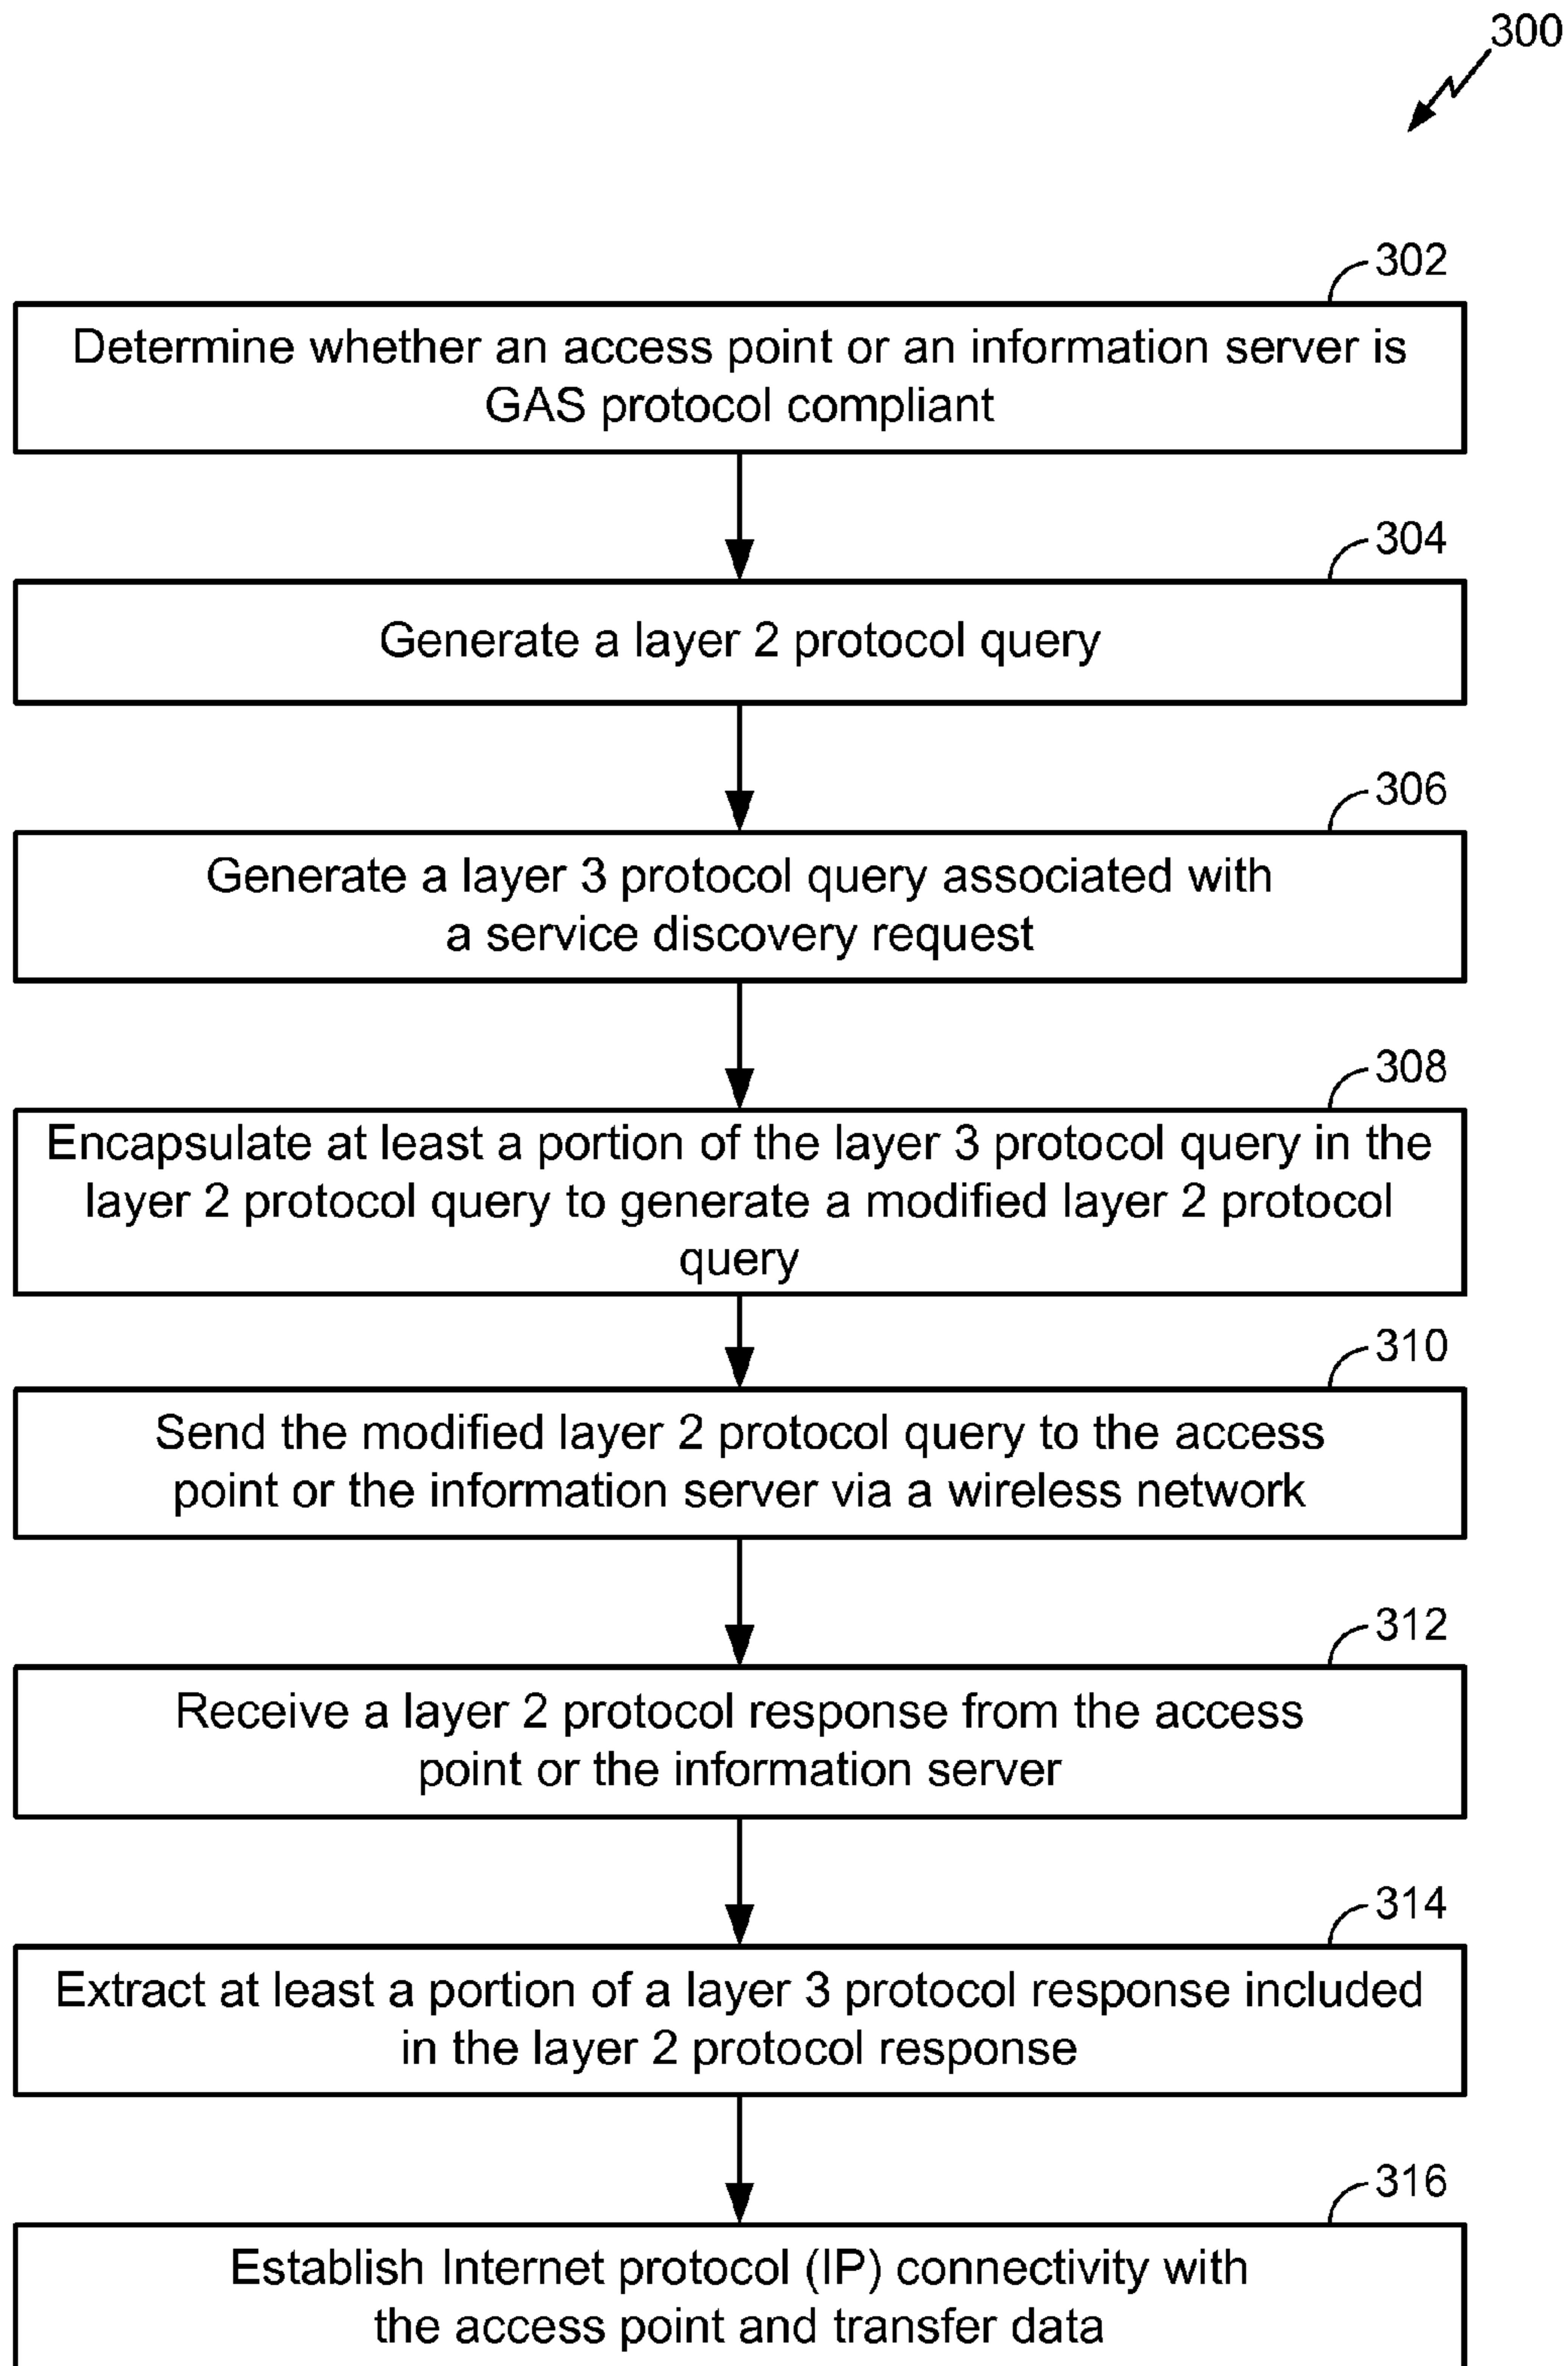 300
302
Determine whether an access point or an information server is
GAS protocol compliant
304
Generate a layer 2 protocol query
306
Generate a layer 3 protocol query associated with
a service discovery request
308
Encapsulate at least a portion of the layer 3 protocol query in the
layer 2 protocol query to generate a modified layer 2 protocol
query
310
Send the modified layer 2 protocol query to the access
point or the information server via a wireless network
312
Receive a layer 2 protocol response from the access
point or the information server
314
Extract at least a portion of a layer 3 protocol response included
in the layer 2 protocol response
316
Establish Internet protocol (IP) connectivity with
the access point and transfer data